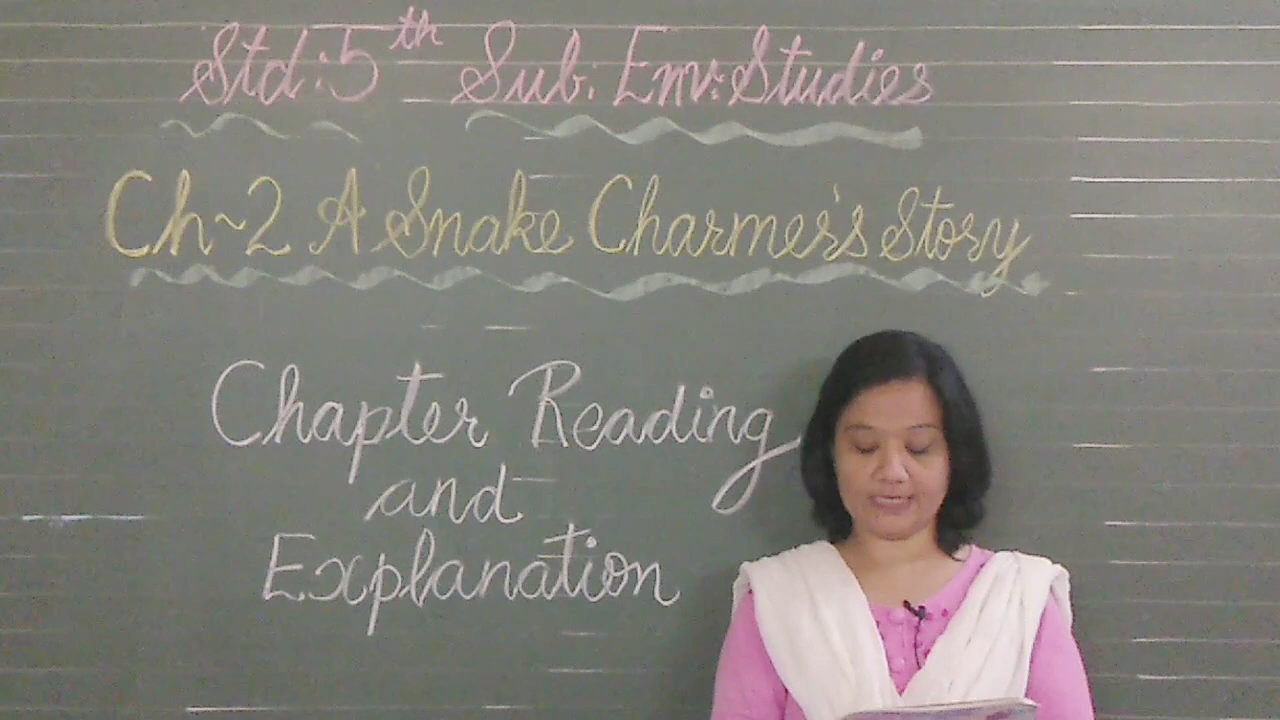 Std:5th Sub: Env: Studies
Ch~2 A Snake Charmer's Story
Chapter Reading
and
Explanation